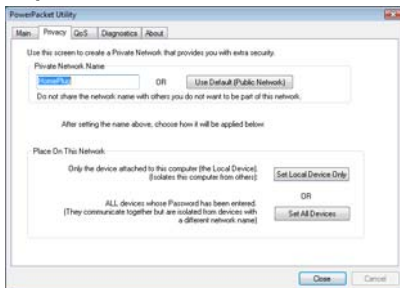 PowerPacket Utility
Main Privacy QoS Diagnostics About
Use this screen to create a Private Network that provides you with extra security.
Private Network Name
HomePlug OR Use Default (Public Network)
Do not share the network name with others you do not want to be part of this network.
After setting the name above, choose how it will be applied below:
Place On This Network
Only the device attached to this computer (the Local Device).
(Isolates this computer from others): Set Local Device Only
OR
ALL devices whose Password has been entered.
(They communicate together but are isolated from devices with
a different network name) Set All Devices
Close Cancel